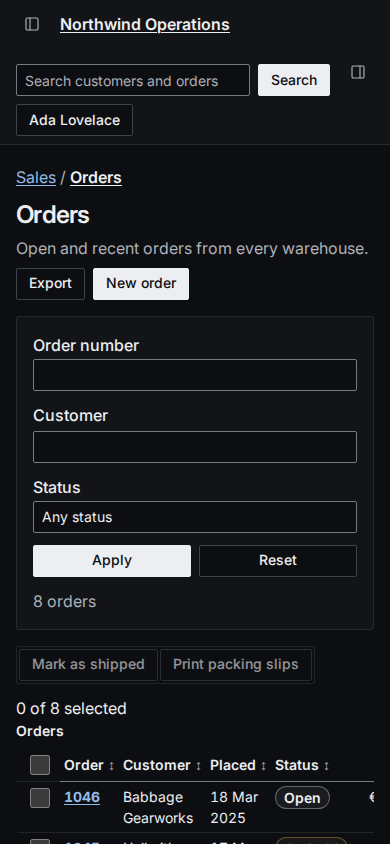 Northwind Operations
Search customers and orders
Search
Ada Lovelace
Sales / Orders
Orders
Open and recent orders from every warehouse.
Export
New order
Order number
Customer
Status
Any status
Apply
Reset
8 orders
Mark as shipped
Print packing slips
0 of 8 selected
Orders
Order ↕ Customer ↕ Placed ↕ Status ↕
1046 Babbage Gearworks 18 Mar 2025 Open